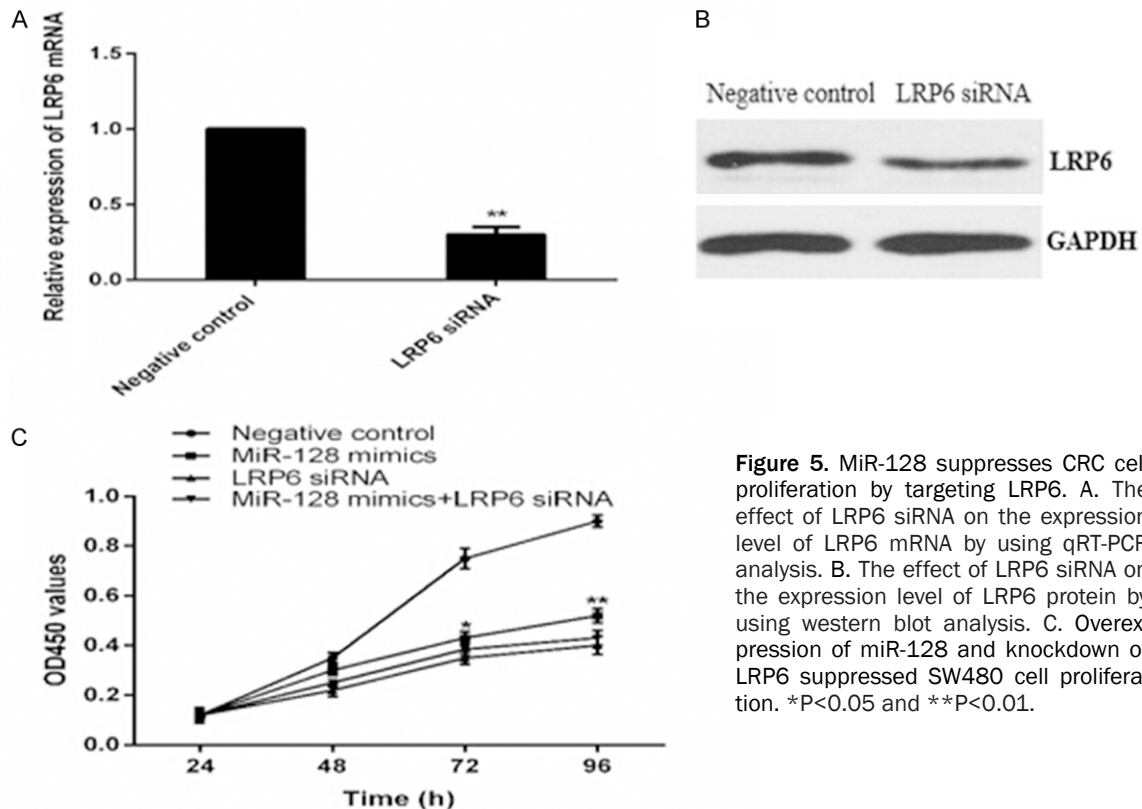 A
Relative expression of LRP6 mRNA
1.5
1.0
0.5
0.0
**
Negative control
LRP6 siRNA
B
Negative control LRP6 siRNA
LRP6
GAPDH
C
Negative control
MiR-128 mimics
LRP6 siRNA
MiR-128 mimics+LRP6 siRNA
OD450 values
1.0
0.8
0.6
0.4
0.2
0.0
*
**
24 48 72 96
Time (h)
Figure 5. MiR-128 suppresses CRC cel
proliferation by targeting LRP6. A. The
effect of LRP6 siRNA on the expression
level of LRP6 mRNA by using qRT-PCR
analysis. B. The effect of LRP6 siRNA on
the expression level of LRP6 protein by
using western blot analysis. C. Overex
pression of miR-128 and knockdown o
LRP6 suppressed SW480 cell prolifera
tion. *P<0.05 and **P<0.01.